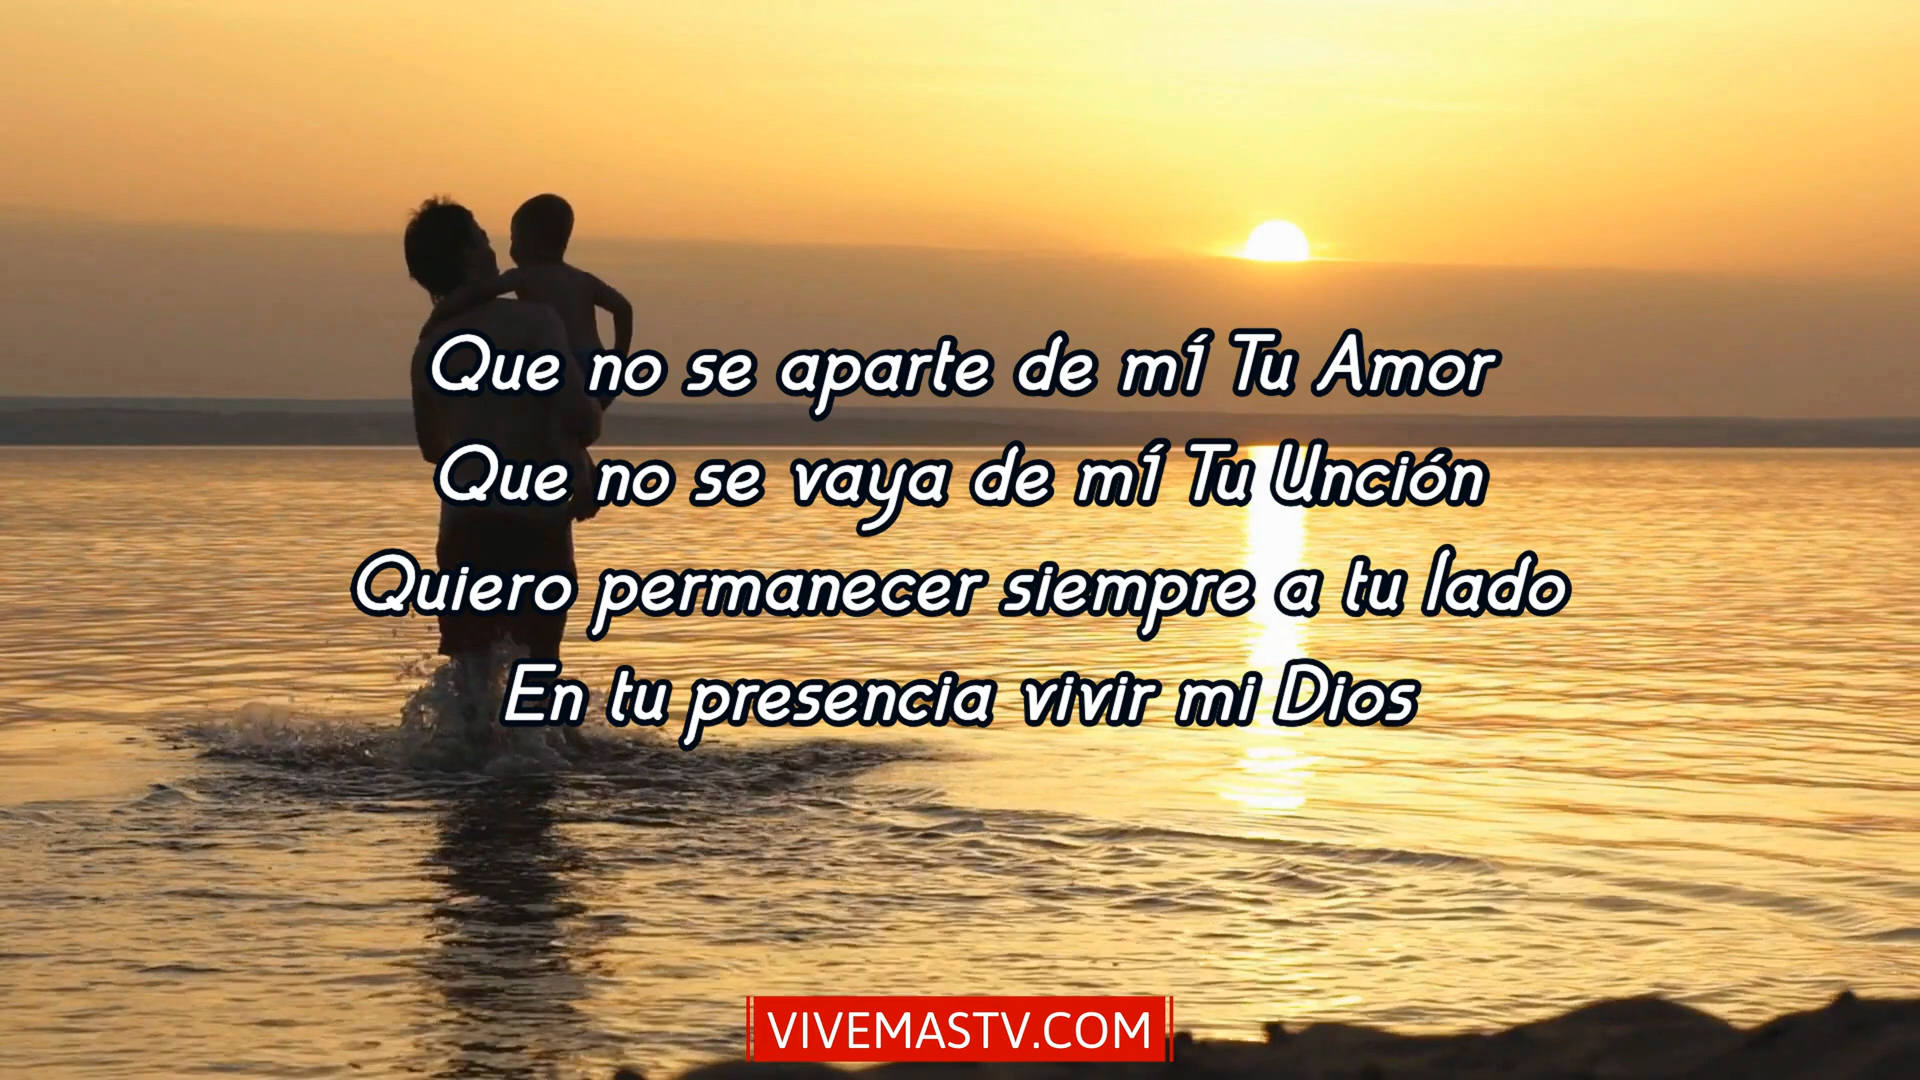 Que no se aparte de mí Tu Amor
Que no se vaya de mí Tu Unción
Quiero permanecer siempre a tu lado
En tu presencia vivir mi Dios
VIVEMASTV.COM